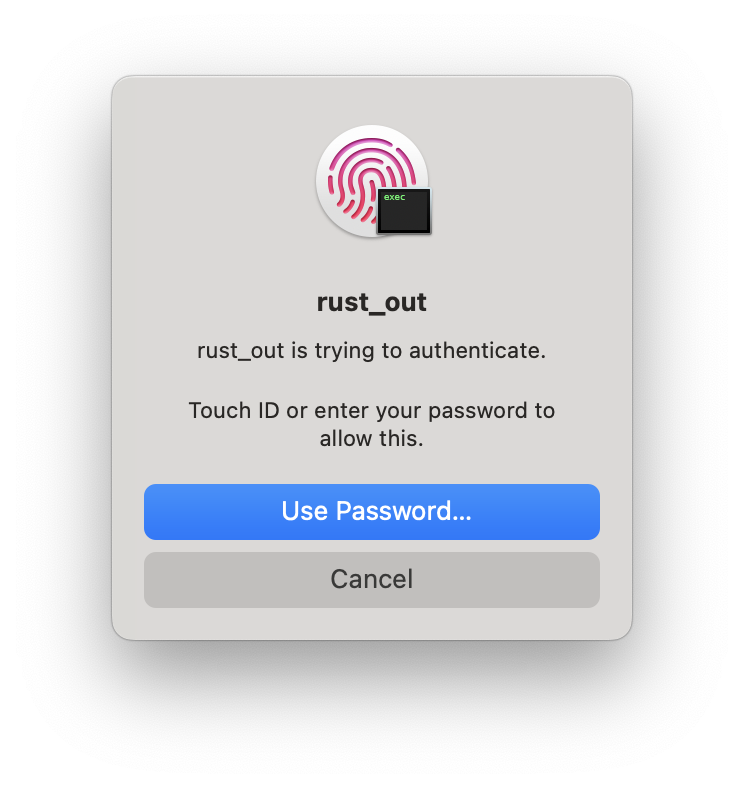 exec
rust_out
rust_out is trying to authenticate.
Touch ID or enter your password to
allow this.
Use Password...
Cancel